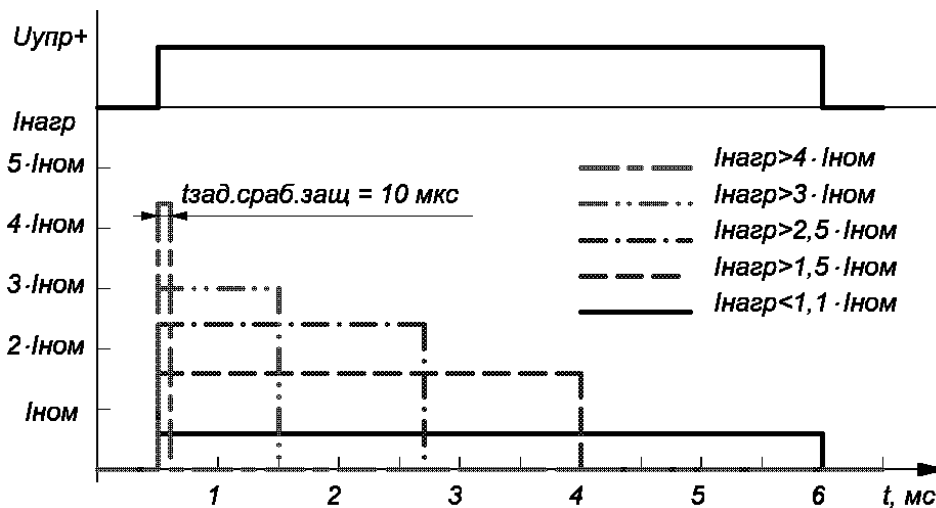 Uупр+
Iнагр
5·Iном
4·Iном
3·Iном
2·Iном
Iном
tзад.сраб.защ = 10 мкс
Iнагр>4·Iном
Iнагр>3·Iном
Iнагр>2,5·Iном
Iнагр>1,5·Iном
Iнагр<1,1·Iном
1 2 3 4 5 6 t, мс